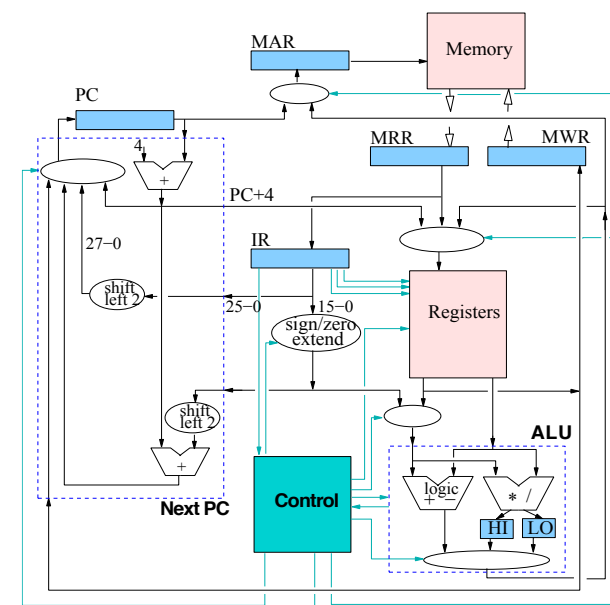 MAR
Memory
PC
4
+
MRR
MWR
PC+4
27−0
IR
shift
left 2
25−0
15−0
sign/zero
extend
Registers
shift
left 2
+
ALU
logic
+ −
* /
Control
Next PC
HI
LO